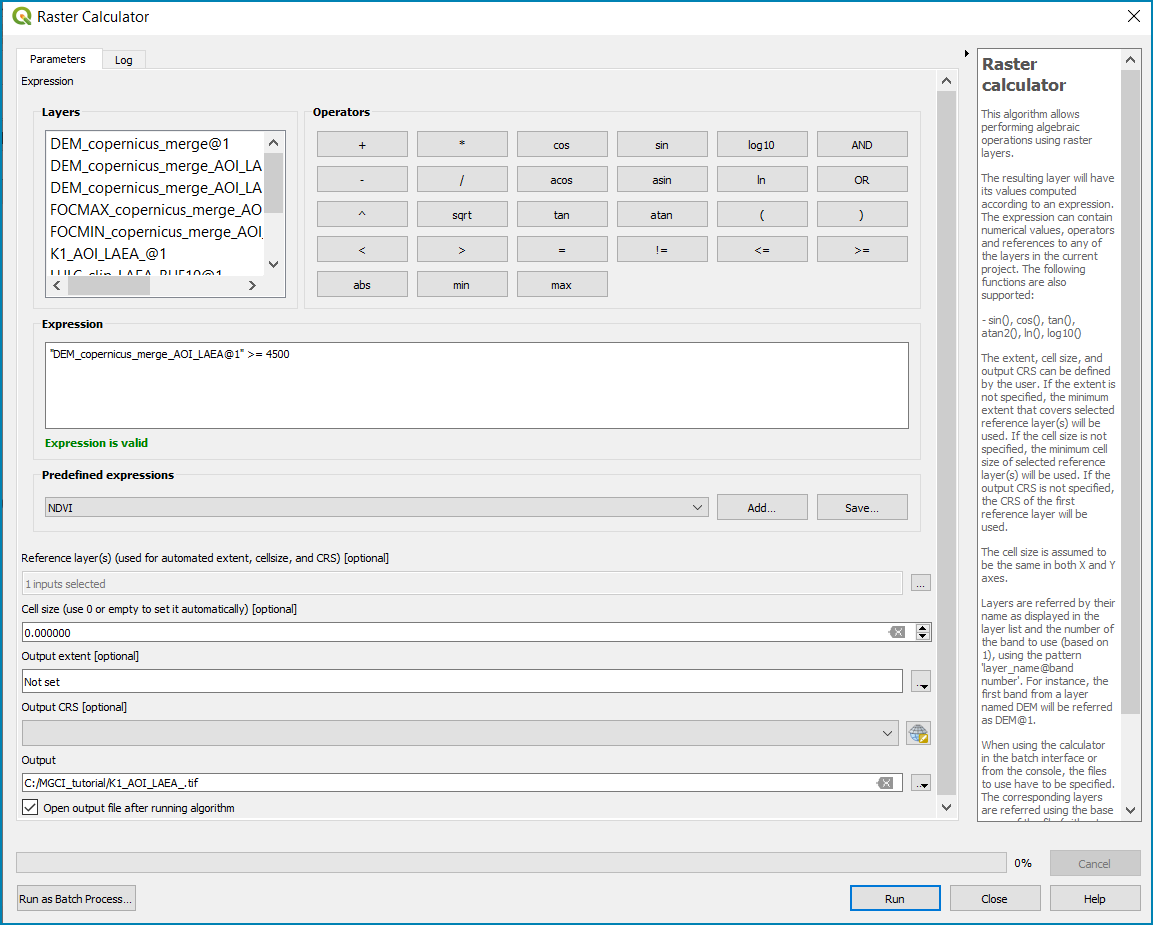 Raster Calculator
Parameters
Log
Expression
Layers
DEM_copernicus_merge@1
DEM_copernicus_merge_AOI_LA
DEM_copernicus_merge_AOI_LA
FOCMAX_copernicus_merge_AO
FOCMIN_copernicus_merge_AOI_
K1_AOI_LAEA_@1
LULC_clip_LAEA_BUF10@1
Operators
+ * cos sin log10 AND
- / acos asin ln OR
^ sqrt tan atan ( )
< > = != <= >=
abs min max
Expression
"DEM_copernicus_merge_AOI_LAEA@1" >= 4500
Expression is valid
Predefined expressions
NDVI
Add...
Save...
Reference layer(s) (used for automated extent, cellsize, and CRS) [optional]
1 inputs selected
...
Cell size (use 0 or empty to set it automatically) [optional]
0.000000
Output extent [optional]
Not set
Output CRS [optional]
Output
C:/MGCI_tutorial/K1_AOI_LAEA_.tif
Open output file after running algorithm
Raster
calculator
This algorithm allows
performing algebraic
operations using raster
layers.
The resulting layer will have
its values computed
according to an expression.
The expression can contain
numerical values, operators
and references to any of
the layers in the current
project. The following
functions are also
supported:
- sin(), cos(), tan(),
atan2(), ln(), log10()
The extent, cell size, and
output CRS can be defined
by the user. If the extent is
not specified, the minimum
extent that covers selected
reference layer(s) will be
used. If the cell size is not
specified, the minimum cell
size of selected reference
layer(s) will be used. If the
output CRS is not specified,
the CRS of the first
reference layer will be
used.
The cell size is assumed to
be the same in both X and Y
axes.
Layers are referred by their
name as displayed in the
layer list and the number of
the band to use (based on
1), using the pattern
'layer_name@band
number'. For instance, the
first band from a layer
named DEM will be referred
as DEM@1.
When using the calculator
in the batch interface or
from the console, the files
to use have to be specified.
The corresponding layers
are referred using the base
0%
Cancel
Run as Batch Process...
Run
Close
Help